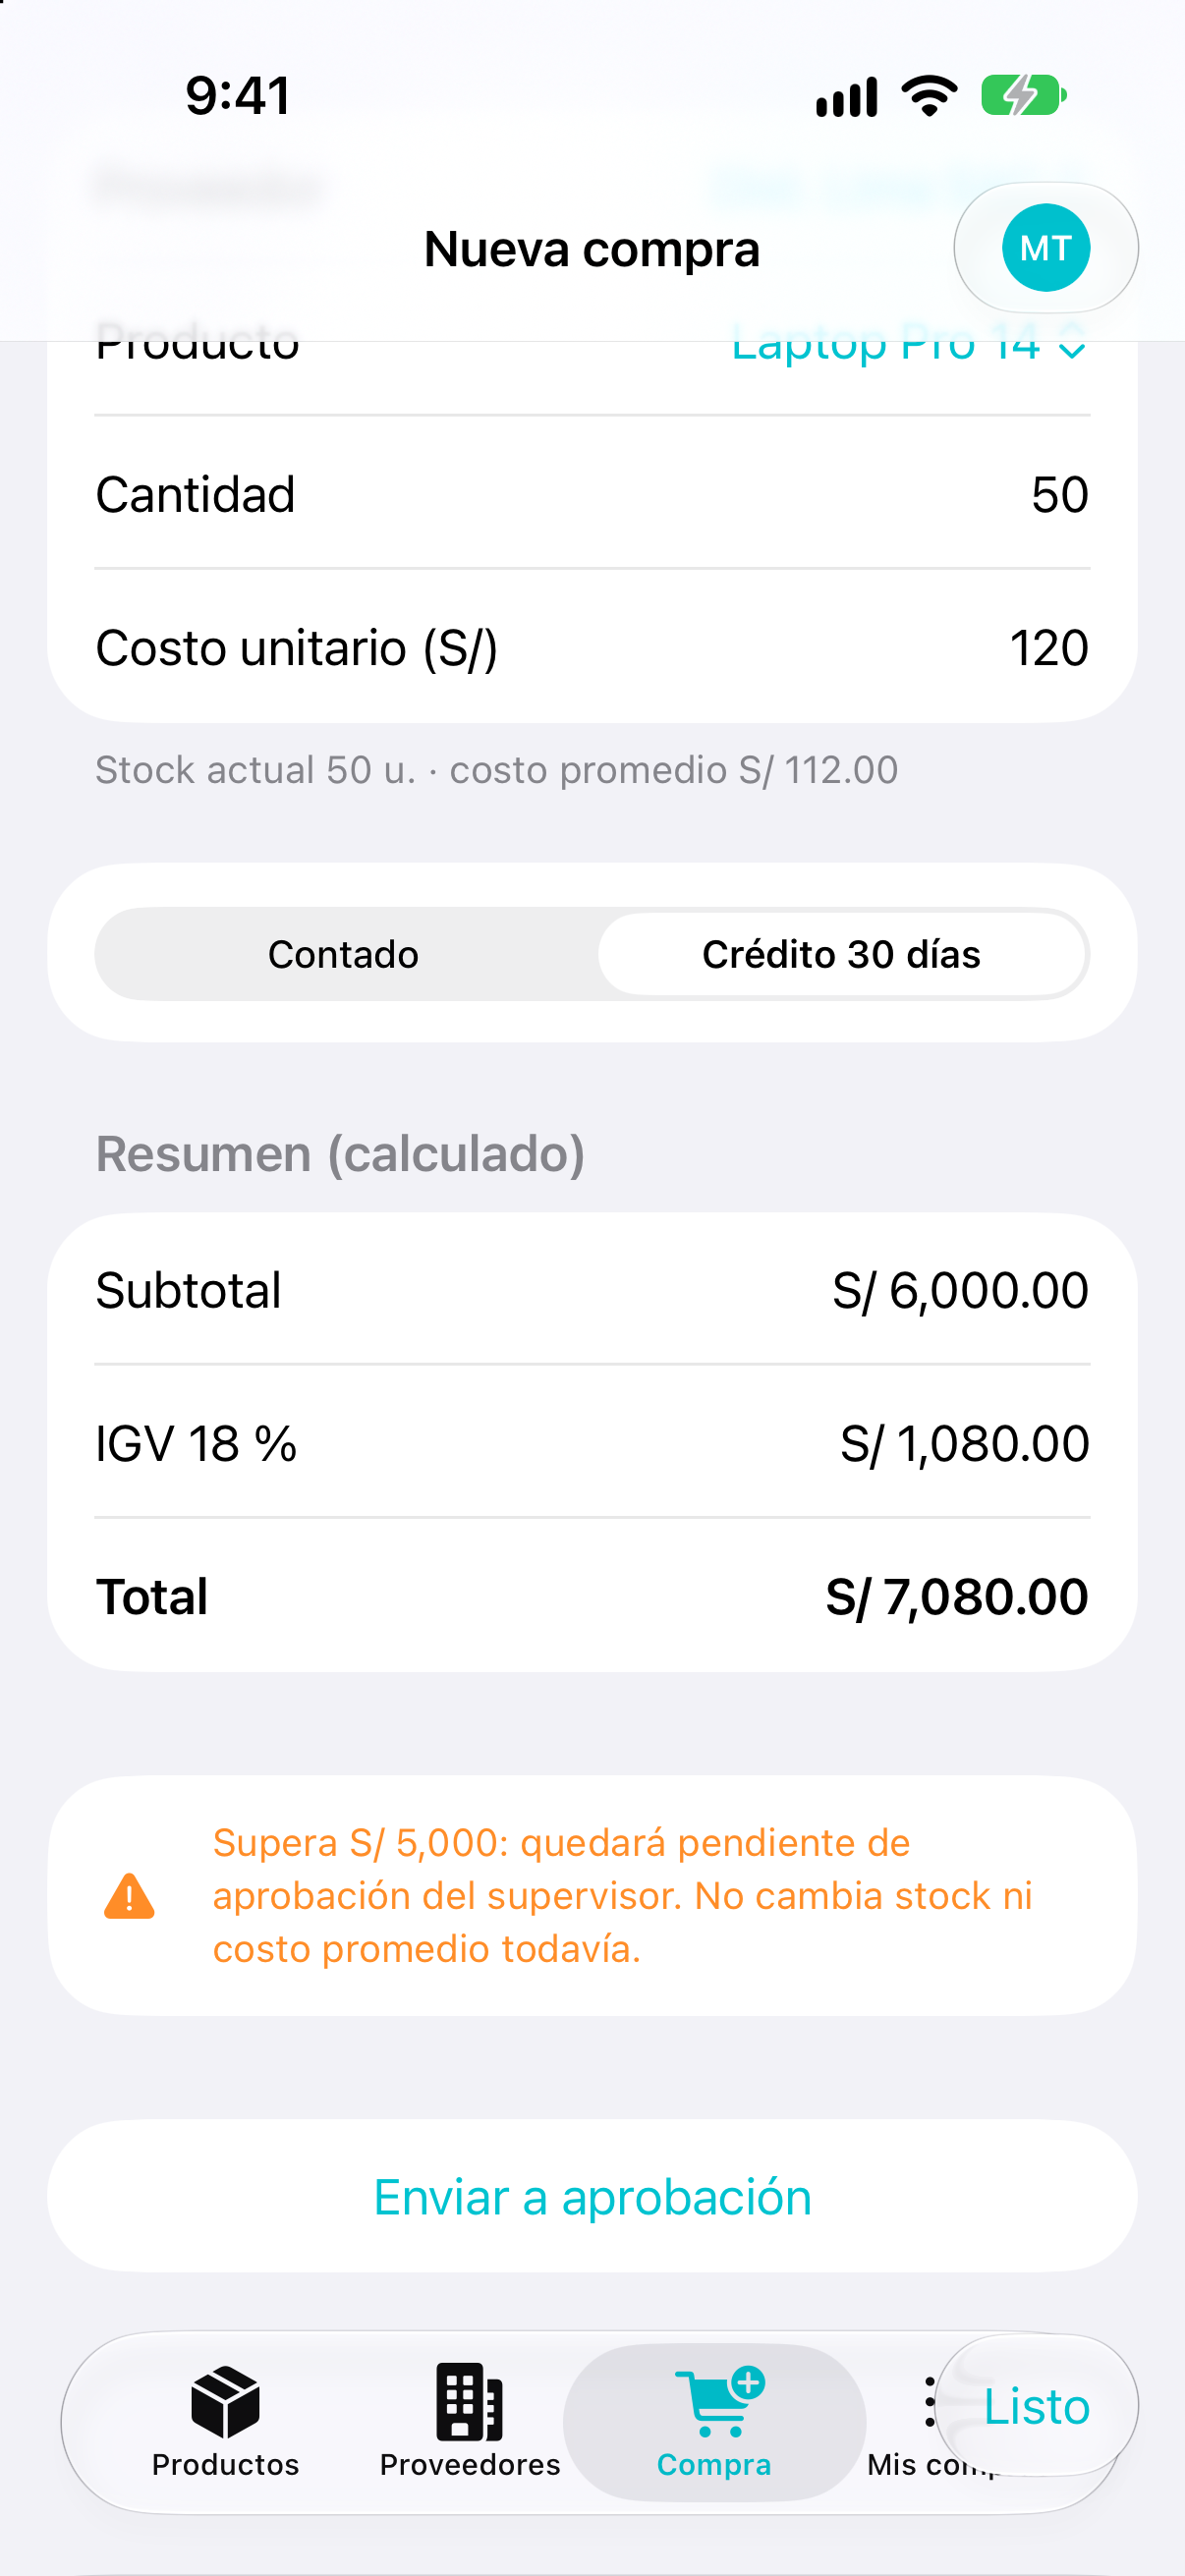 9:41
Nueva compra
MT
Producto
Laptop Pro 14
Cantidad
50
Costo unitario (S/)
120
Stock actual 50 u. · costo promedio S/ 112.00
Contado
Crédito 30 días
Resumen (calculado)
Subtotal
S/ 6,000.00
IGV 18 %
S/ 1,080.00
Total
S/ 7,080.00
Supera S/ 5,000: quedará pendiente de
aprobación del supervisor. No cambia stock ni
costo promedio todavía.
Enviar a aprobación
Productos
Proveedores
Compra
Mis
Listo